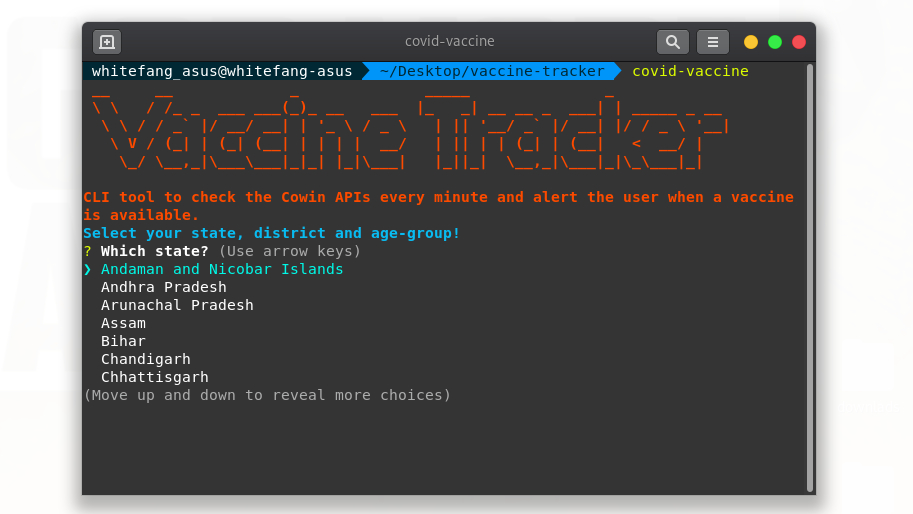 covid-vaccine
whitefang_asus@whitefang-asus ~/Desktop/vaccine-tracker covid-vaccine
Vaccine Tracker
CLI tool to check the Cowin APIs every minute and alert the user when a vaccine
is available.
Select your state, district and age-group!
? Which state? (Use arrow keys)
❯ Andaman and Nicobar Islands
Andhra Pradesh
Arunachal Pradesh
Assam
Bihar
Chandigarh
Chhattisgarh
(Move up and down to reveal more choices)